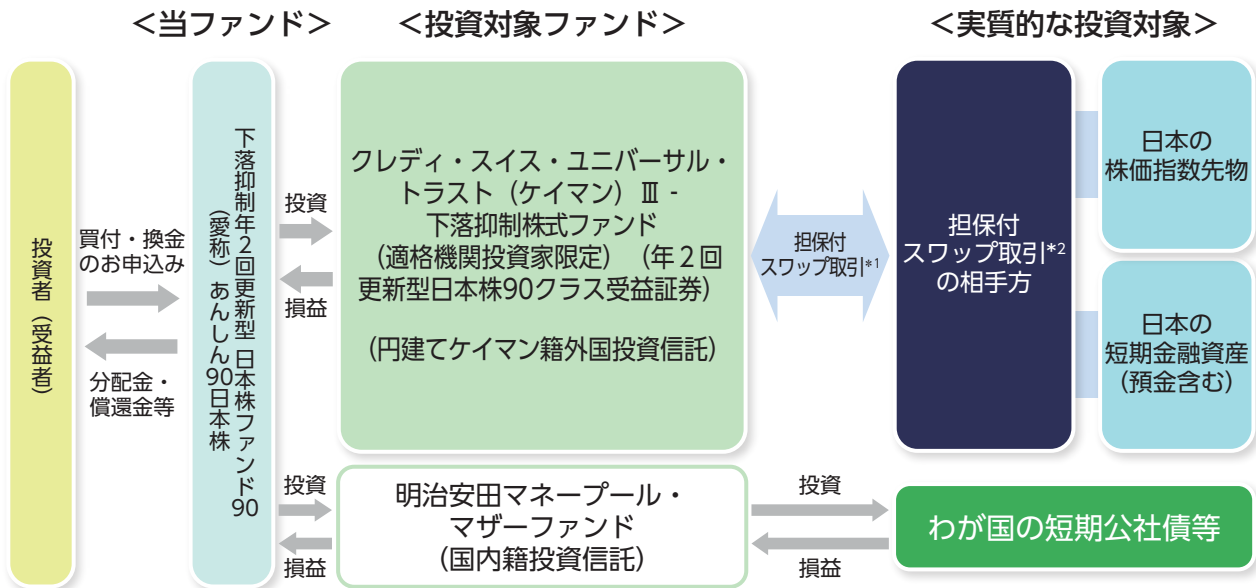 ＜当ファンド＞
＜投資対象ファンド＞
＜実質的な投資対象＞
投資者（受益者）
買付・換金
のお申込み
分配金・
償還金等
下落抑制年2回更新型 日本株ファンド90
（愛称）あんしん90日本株
投資
損益
クレディ・スイス・ユニバーサル・
トラスト（ケイマン）Ⅲ -
下落抑制株式ファンド
（適格機関投資家限定）（年２回
更新型日本株90クラス受益証券）
（円建てケイマン籍外国投資信託）
担保付
スワップ取引*1
担保付
スワップ取引*2
の相手方
日本の
株価指数先物
日本の
短期金融資産
（預金含む）
投資
損益
明治安田マネープール・
マザーファンド
（国内籍投資信託）
投資
損益
わが国の短期公社債等